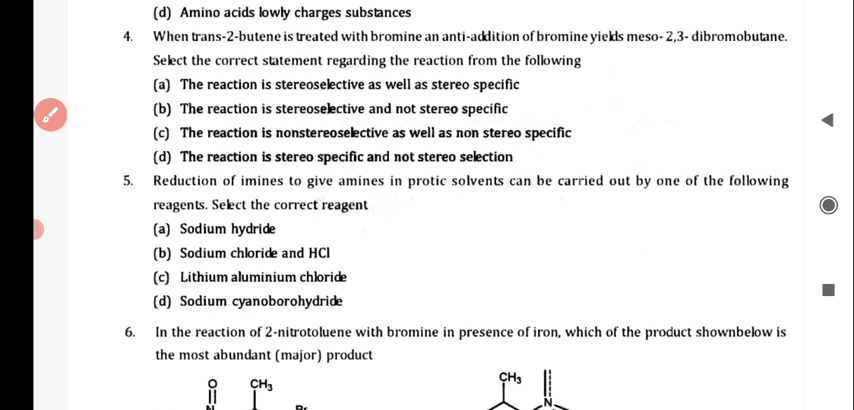 (d) Amino acids lowly charges substances
4. When trans-2-butene is treated with bromine an anti-addition of bromine yields meso- 2,3- dibromobutane.
Select the correct statement regarding the reaction from the following
(a) The reaction is stereoselective as well as stereo specific
(b) The reaction is stereoselective and not stereo specific
(c) The reaction is nonstereoselective as well as non stereo specific
(d) The reaction is stereo specific and not stereo selection
5. Reduction of imines to give amines in protic solvents can be carried out by one of the following
reagents. Select the correct reagent
(a) Sodium hydride
(b) Sodium chloride and HCl
(c) Lithium aluminium chloride
(d) Sodium cyanoborohydride
6. In the reaction of 2-nitrotoluene with bromine in presence of iron, which of the product shownbelow is
the most abundant (major) product
O CH₃ CH₃
N Br N